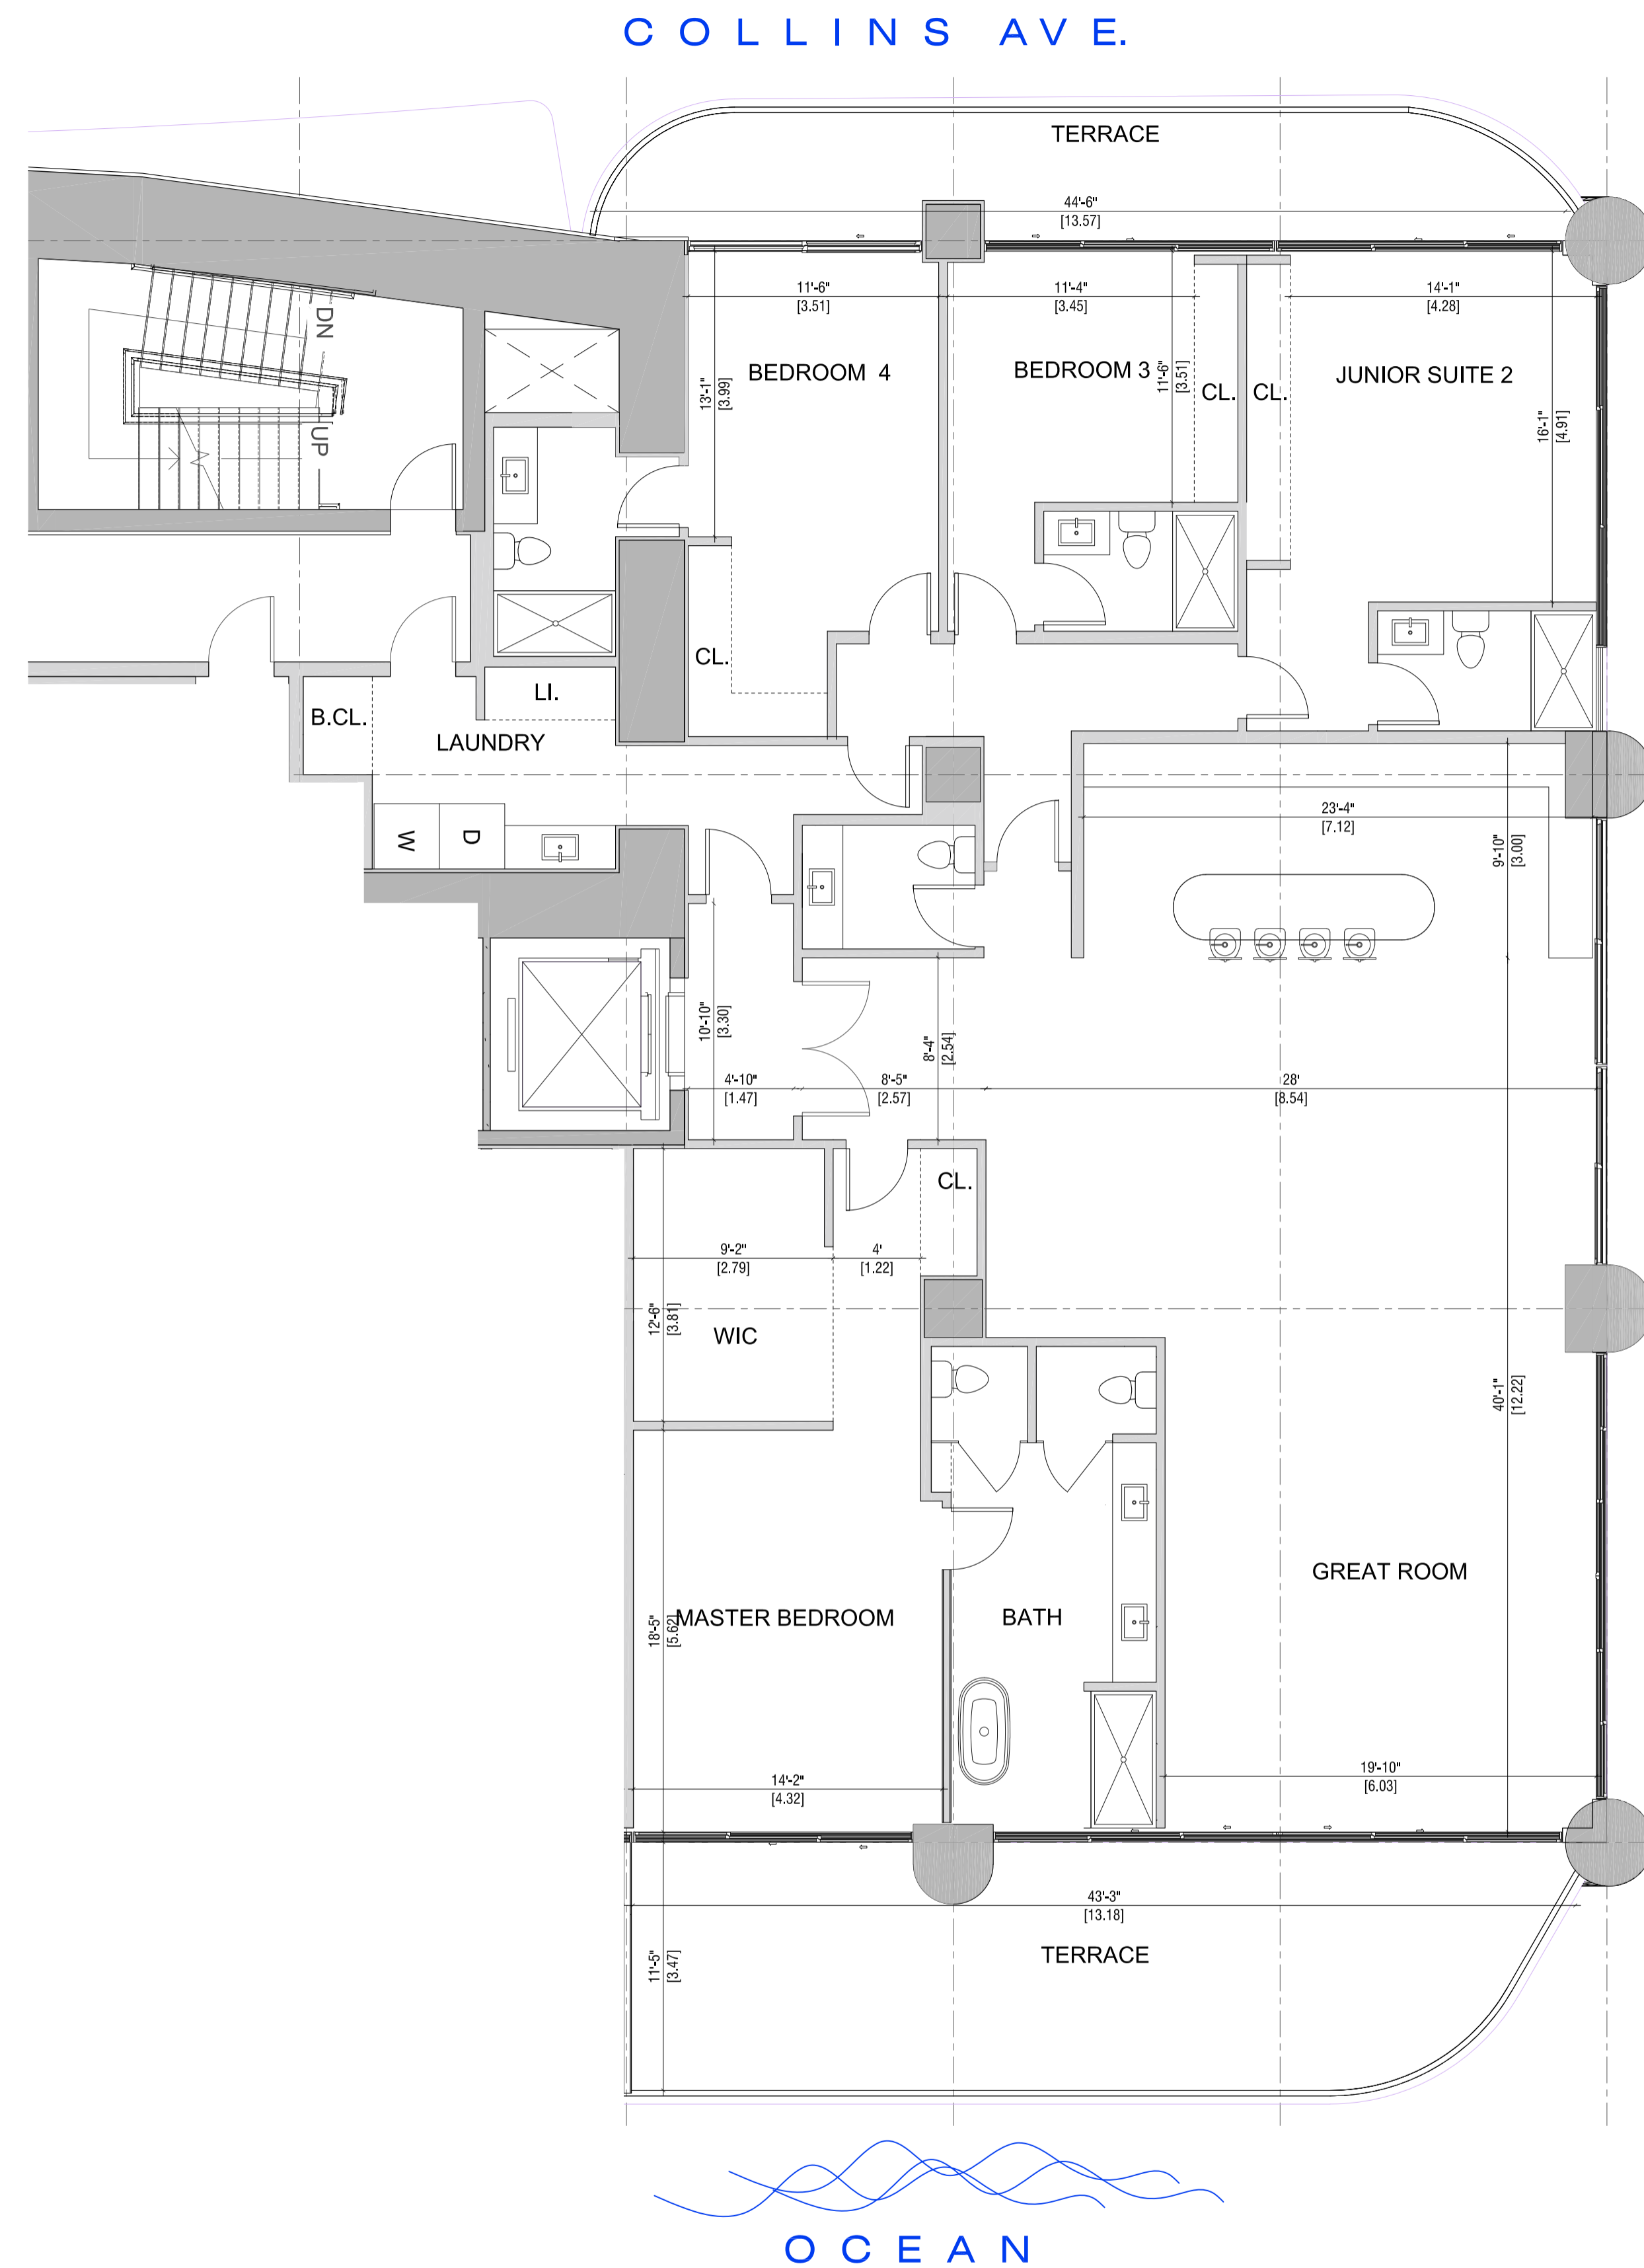 COLLINS AVE.
TERRACE
44'-6"
[13.57]
11'-6"
[3.51]
11'-4"
[3.45]
14'-1"
[4.28]
DN
UP
BEDROOM 4
13'-1"
[3.99]
BEDROOM 3
11'-6"
[3.51]
CL.
CL.
JUNIOR SUITE 2
16'-1"
[4.91]
CL.
LI.
B.CL.
LAUNDRY
W
D
23'-4"
[7.12]
9'-10"
[3.00]
10'-10"
[3.30]
8'-4"
[2.54]
4'-10"
[1.47]
8'-5"
[2.57]
28'
[8.54]
CL.
9'-2"
[2.79]
4'
[1.22]
12'-6"
[3.81]
WIC
40'-1"
[12.22]
GREAT ROOM
18'-5"
[5.62]
MASTER BEDROOM
BATH
14'-2"
[4.32]
19'-10"
[6.03]
43'-3"
[13.18]
11'-5"
[3.47]
TERRACE
OCEAN